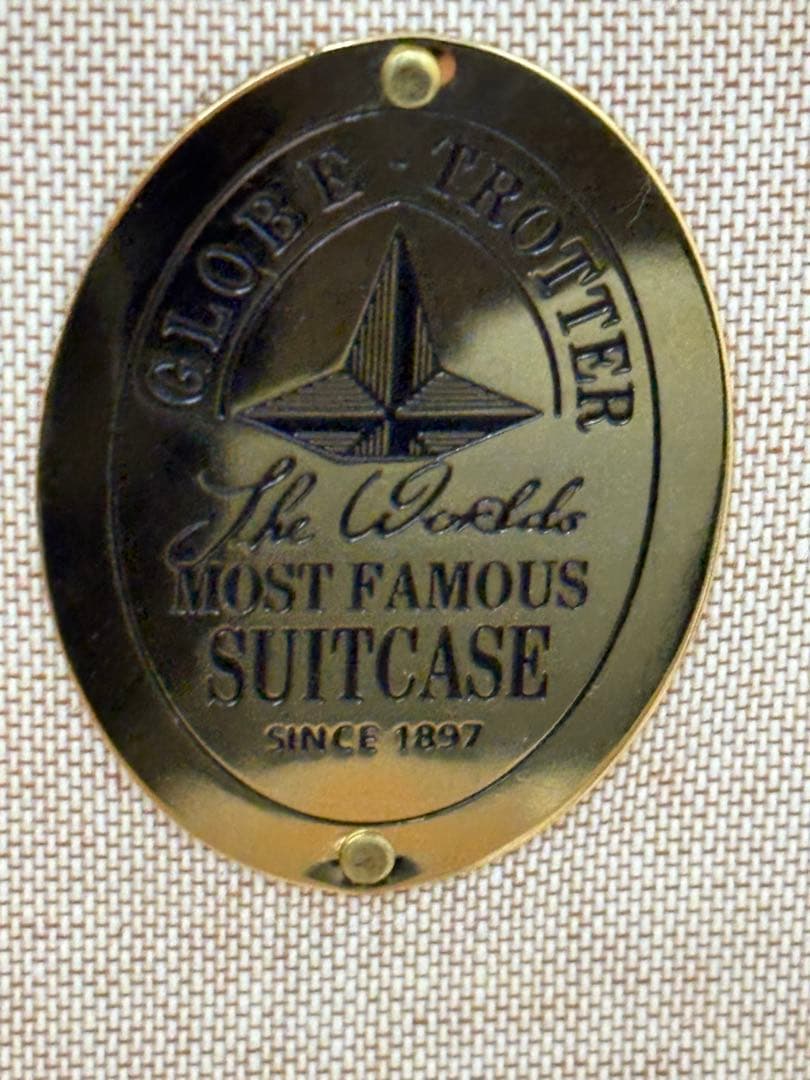 GLOBE-TROTTER
The Worlds
MOST FAMOUS
SUITCASE
SINCE 1897